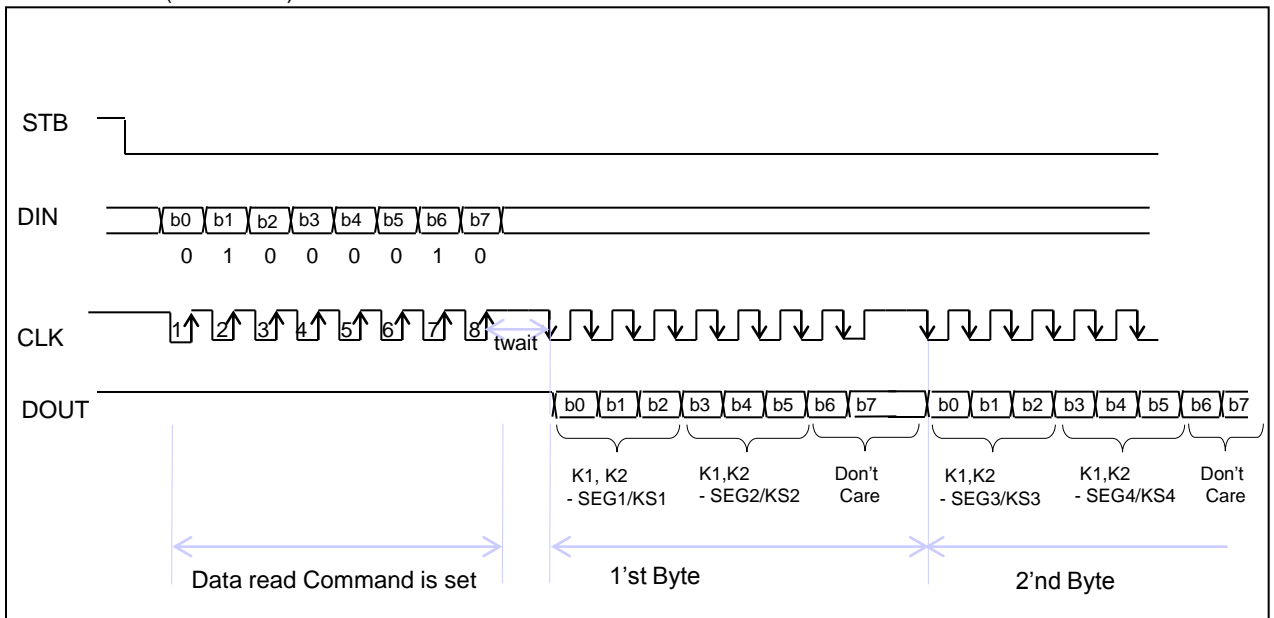 STB
DIN b0 b1 b2 b3 b4 b5 b6 b7
0 1 0 0 0 0 1 0
CLK 1 2 3 4 5 6 7 8
twait
DOUT b0 b1 b2 b3 b4 b5 b6 b7 b0 b1 b2 b3 b4 b5 b6 b7
K1, K2 K1,K2 Don't K1,K2 K1,K2 Don't
- SEG1/KS1 - SEG2/KS2 Care - SEG3/KS3 - SEG4/KS4 Care
Data read Command is set 1'st Byte 2'nd Byte